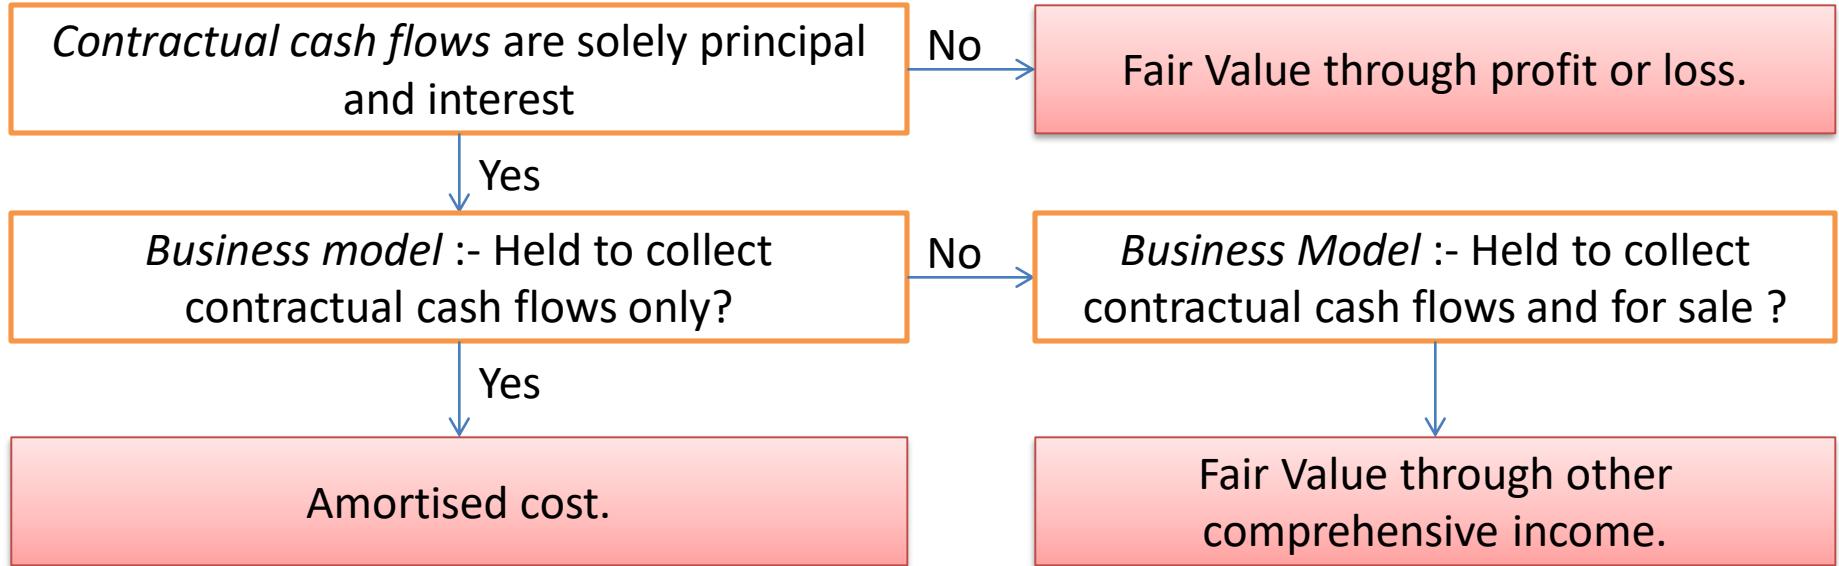 Contractual cash flows are solely principal
and interest
No
Fair Value through profit or loss.
Yes
Business model :- Held to collect
contractual cash flows only?
No
Business Model :- Held to collect
contractual cash flows and for sale ?
Yes
Amortised cost.
Fair Value through other
comprehensive income.